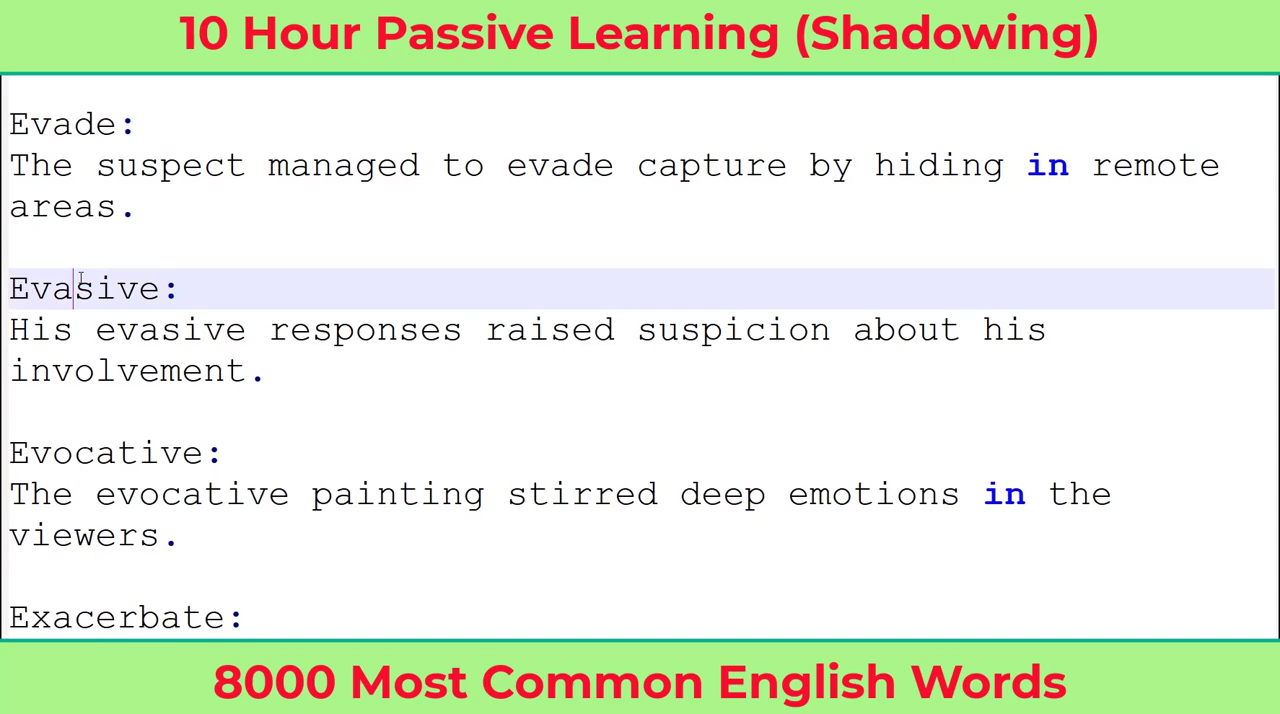 10 Hour Passive Learning (Shadowing)
Evade:
The suspect managed to evade capture by hiding in remote
areas.
Evasive:
His evasive responses raised suspicion about his
involvement.
Evocative:
The evocative painting stirred deep emotions in the
viewers.
Exacerbate:
8000 Most Common English Words